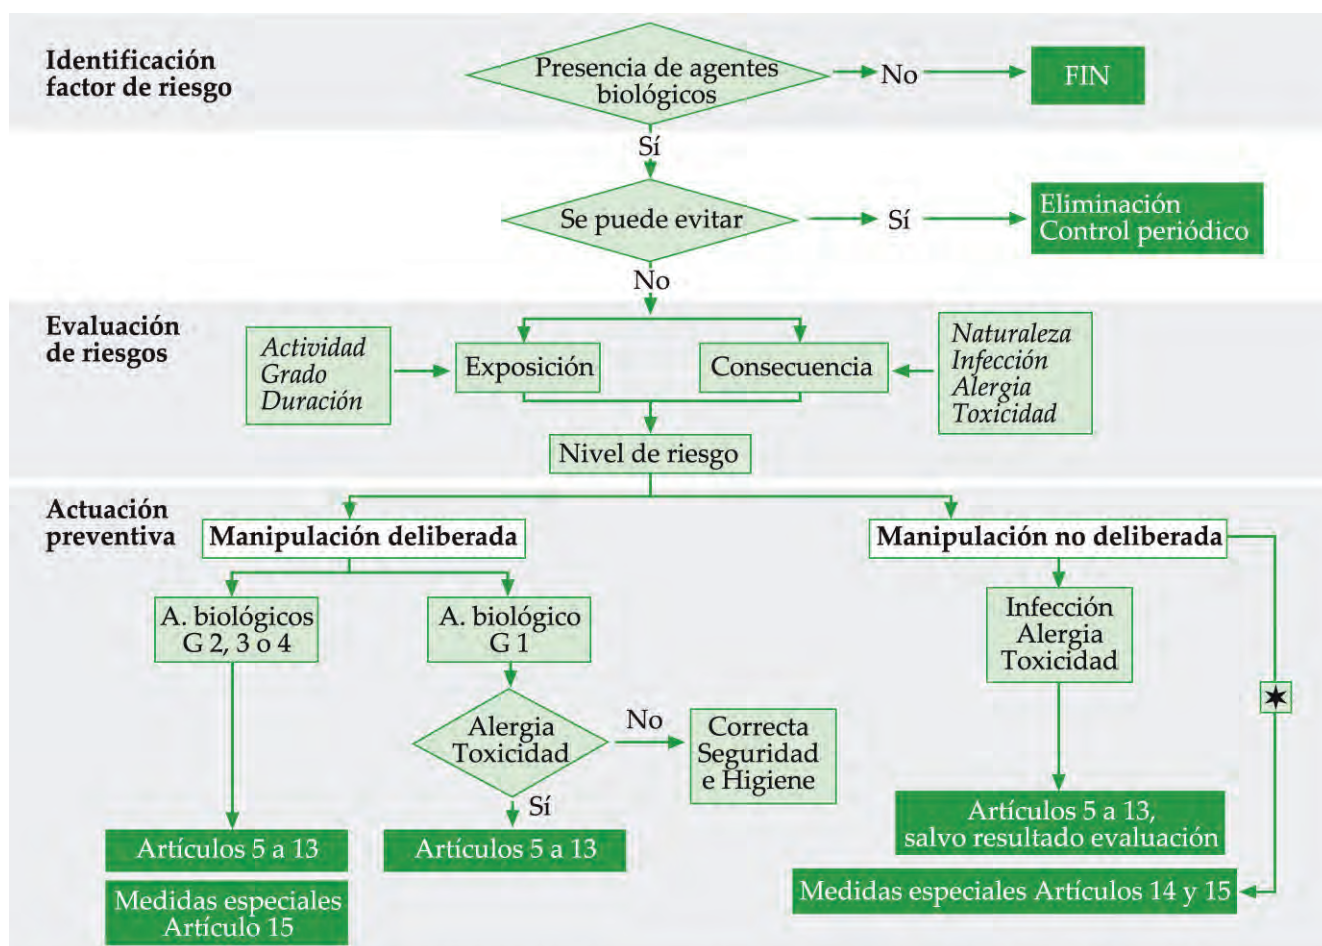 Identificación
factor de riesgo
Presencia de agentes
biológicos
No
FIN
Sí
Se puede evitar
Sí
Eliminación
Control periódico
No
Evaluación
de riesgos
Actividad
Grado
Duración
Exposición
Consecuencia
Naturaleza
Infección
Alergia
Toxicidad
Nivel de riesgo
Actuación
preventiva
Manipulación deliberada
Manipulación no deliberada
A. biológicos
G 2, 3 o 4
A. biológico
G 1
Infección
Alergia
Toxicidad
Alergia
Toxicidad
No
Correcta
Seguridad
e Higiene
Sí
Artículos 5 a 13
Artículos 5 a 13
Artículos 5 a 13,
salvo resultado evaluación
Medidas especiales
Artículo 15
Medidas especiales Artículos 14 y 15